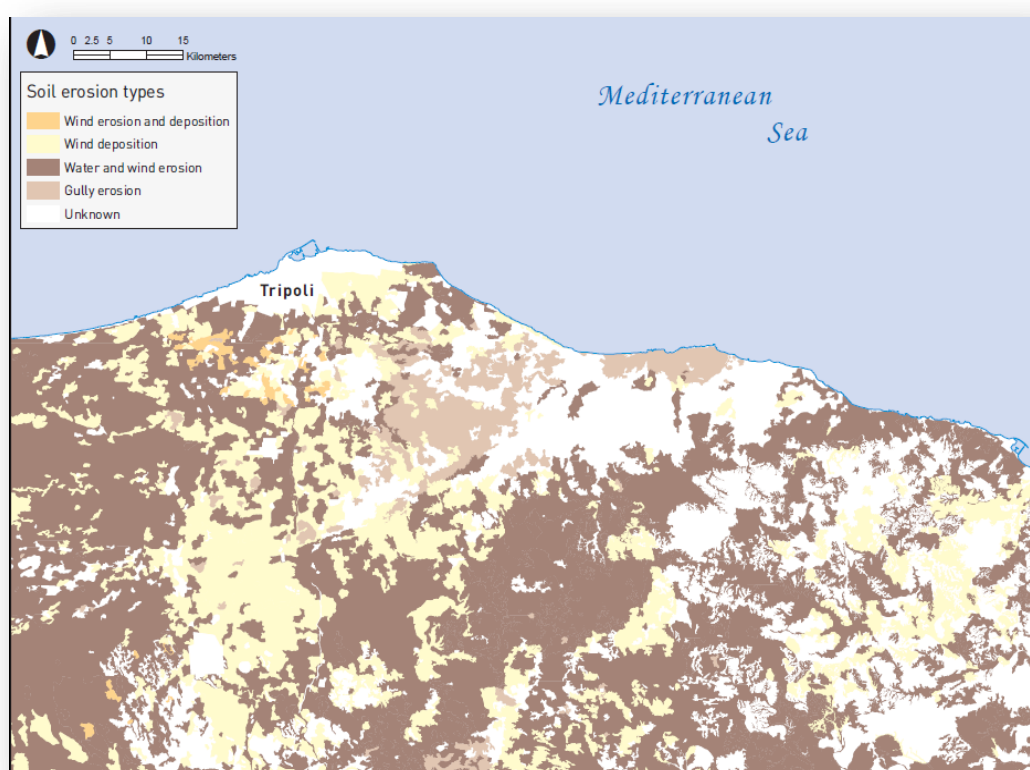 0 2.5 5 10 15
Kilometers
Soil erosion types
Wind erosion and deposition
Wind deposition
Water and wind erosion
Gully erosion
Unknown
Mediterranean
Sea
Tripoli